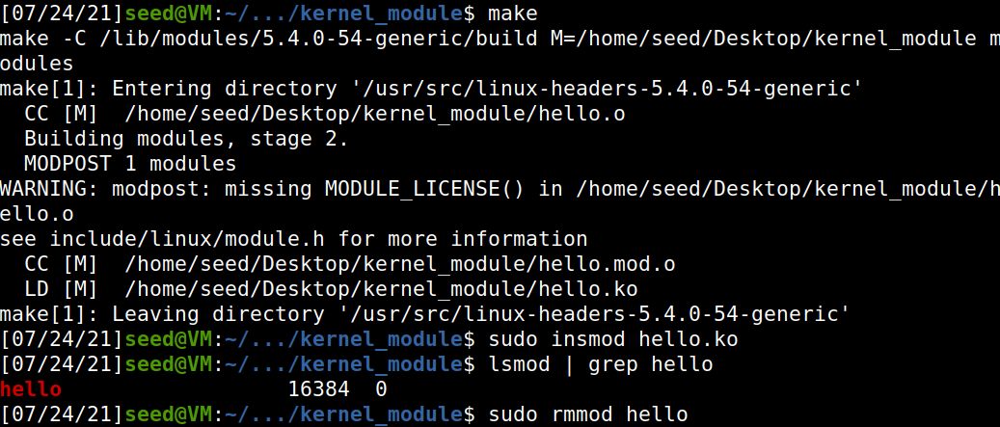 [07/24/21]seed@VM:~/.../kernel_module$ make
make -C /lib/modules/5.4.0-54-generic/build M=/home/seed/Desktop/kernel_module m
odules
make[1]: Entering directory '/usr/src/linux-headers-5.4.0-54-generic'
  CC [M]  /home/seed/Desktop/kernel_module/hello.o
  Building modules, stage 2.
  MODPOST 1 modules
WARNING: modpost: missing MODULE_LICENSE() in /home/seed/Desktop/kernel_module/h
ello.o
see include/linux/module.h for more information
  CC [M]  /home/seed/Desktop/kernel_module/hello.mod.o
  LD [M]  /home/seed/Desktop/kernel_module/hello.ko
make[1]: Leaving directory '/usr/src/linux-headers-5.4.0-54-generic'
[07/24/21]seed@VM:~/.../kernel_module$ sudo insmod hello.ko
[07/24/21]seed@VM:~/.../kernel_module$ lsmod | grep hello
hello                  16384  0
[07/24/21]seed@VM:~/.../kernel_module$ sudo rmmod hello